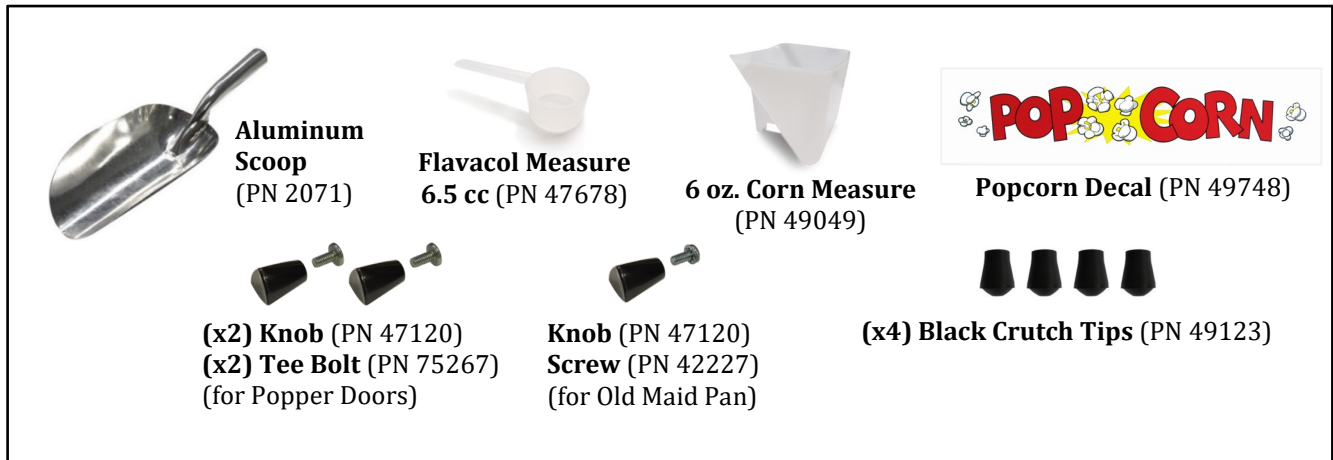 Aluminum
Scoop
(PN 2071)
Flavacol Measure
6.5 cc (PN 47678)
6 oz. Corn Measure
(PN 49049)
POP CORN
Popcorn Decal (PN 49748)
(x2) Knob (PN 47120)
(x2) Tee Bolt (PN 75267)
(for Popper Doors)
Knob (PN 47120)
Screw (PN 42227)
(for Old Maid Pan)
(x4) Black Crutch Tips (PN 49123)